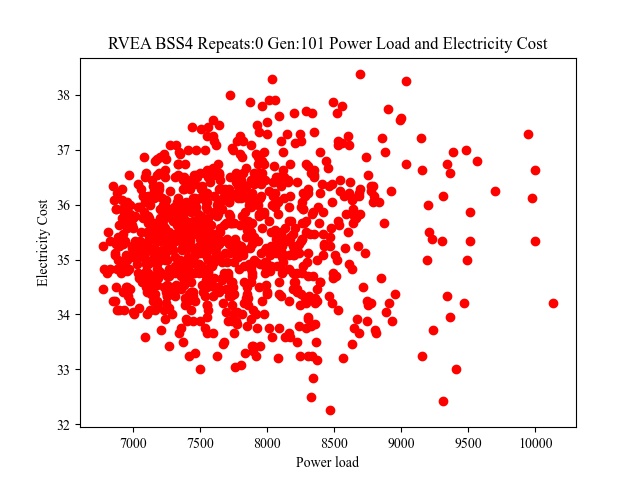 RVEA BSS4 Repeats:0 Gen:101 Power Load and Electricity Cost
38
37
36
35
34
33
32
Electricity Cost
7000 7500 8000 8500 9000 9500 10000
Power load